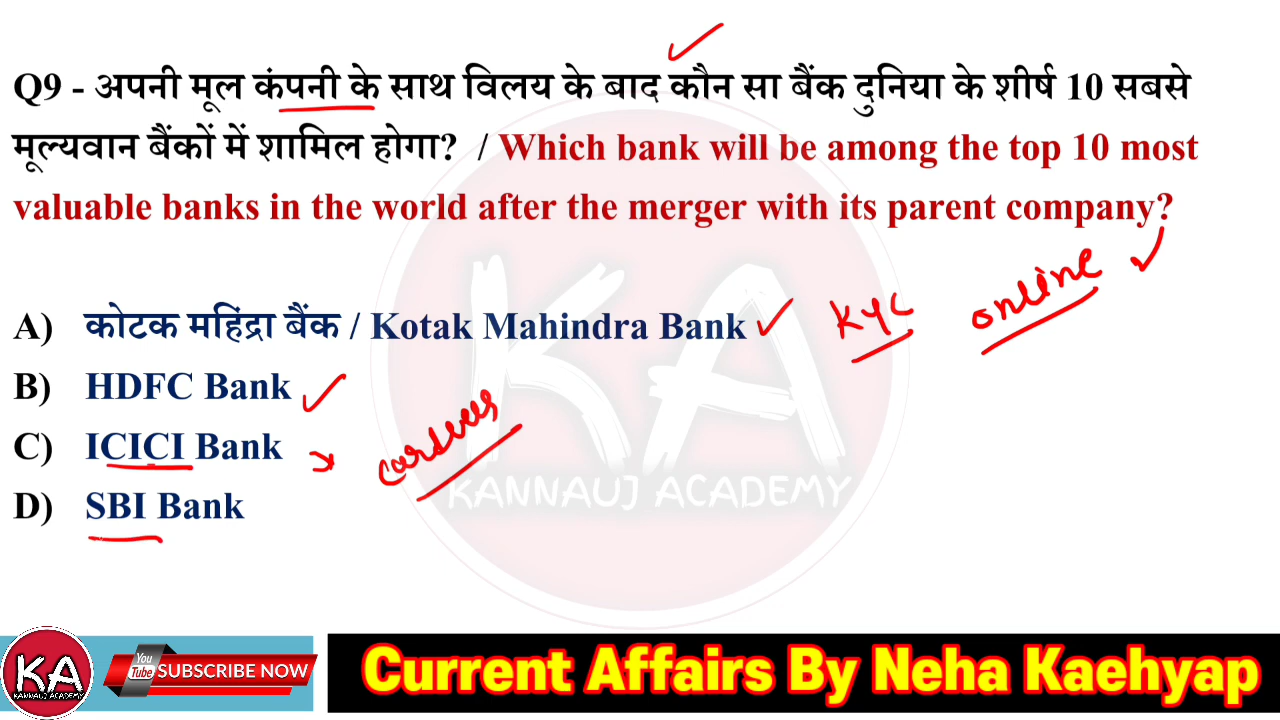 Q9 - अपनी मूल कंपनी के साथ विलय के बाद कौन सा बैंक दुनिया के शीर्ष 10 सबसे
मूल्यवान बैंकों में शामिल होगा? / Which bank will be among the top 10 most
valuable banks in the world after the merger with its parent company?
A) कोटक महिंद्रा बैंक / Kotak Mahindra Bank
KYC online
B) HDFC Bank
C) ICICI Bank
D) SBI Bank
KA
KANNAUJ ACADEMY
KA
KANNAUJ ACADEMY
You
Tube
SUBSCRIBE NOW
Current Affairs By Neha Kaehyap